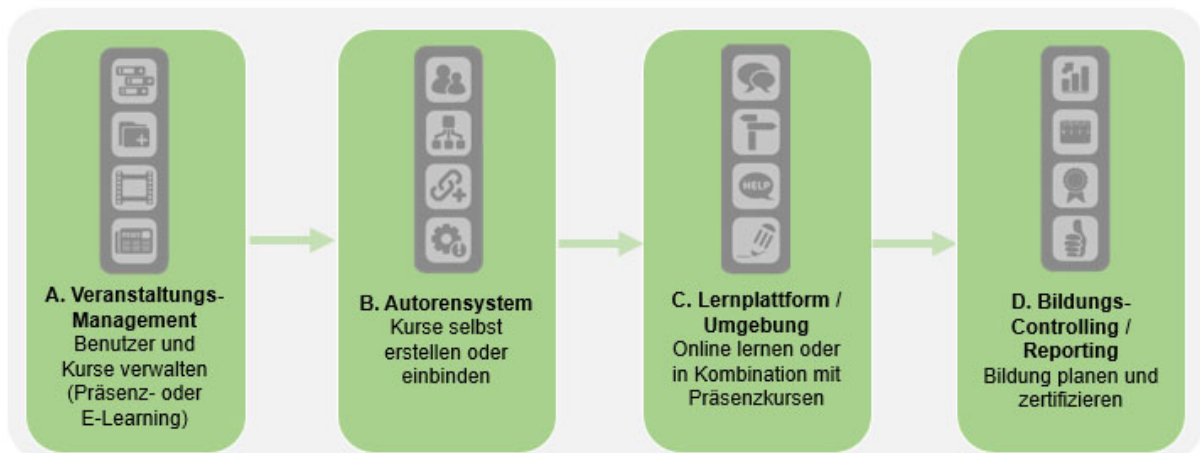 A. Veranstaltungs-
Management
Benutzer und
Kurse verwalten
(Präsenz- oder
E-Learning)
B. Autorensystem
Kurse selbst
erstellen oder
einbinden
HELP
C. Lernplattform /
Umgebung
Online lernen oder
in Kombination mit
Präsenzkursen
D. Bildungs-
Controlling /
Reporting
Bildung planen und
zertifizieren